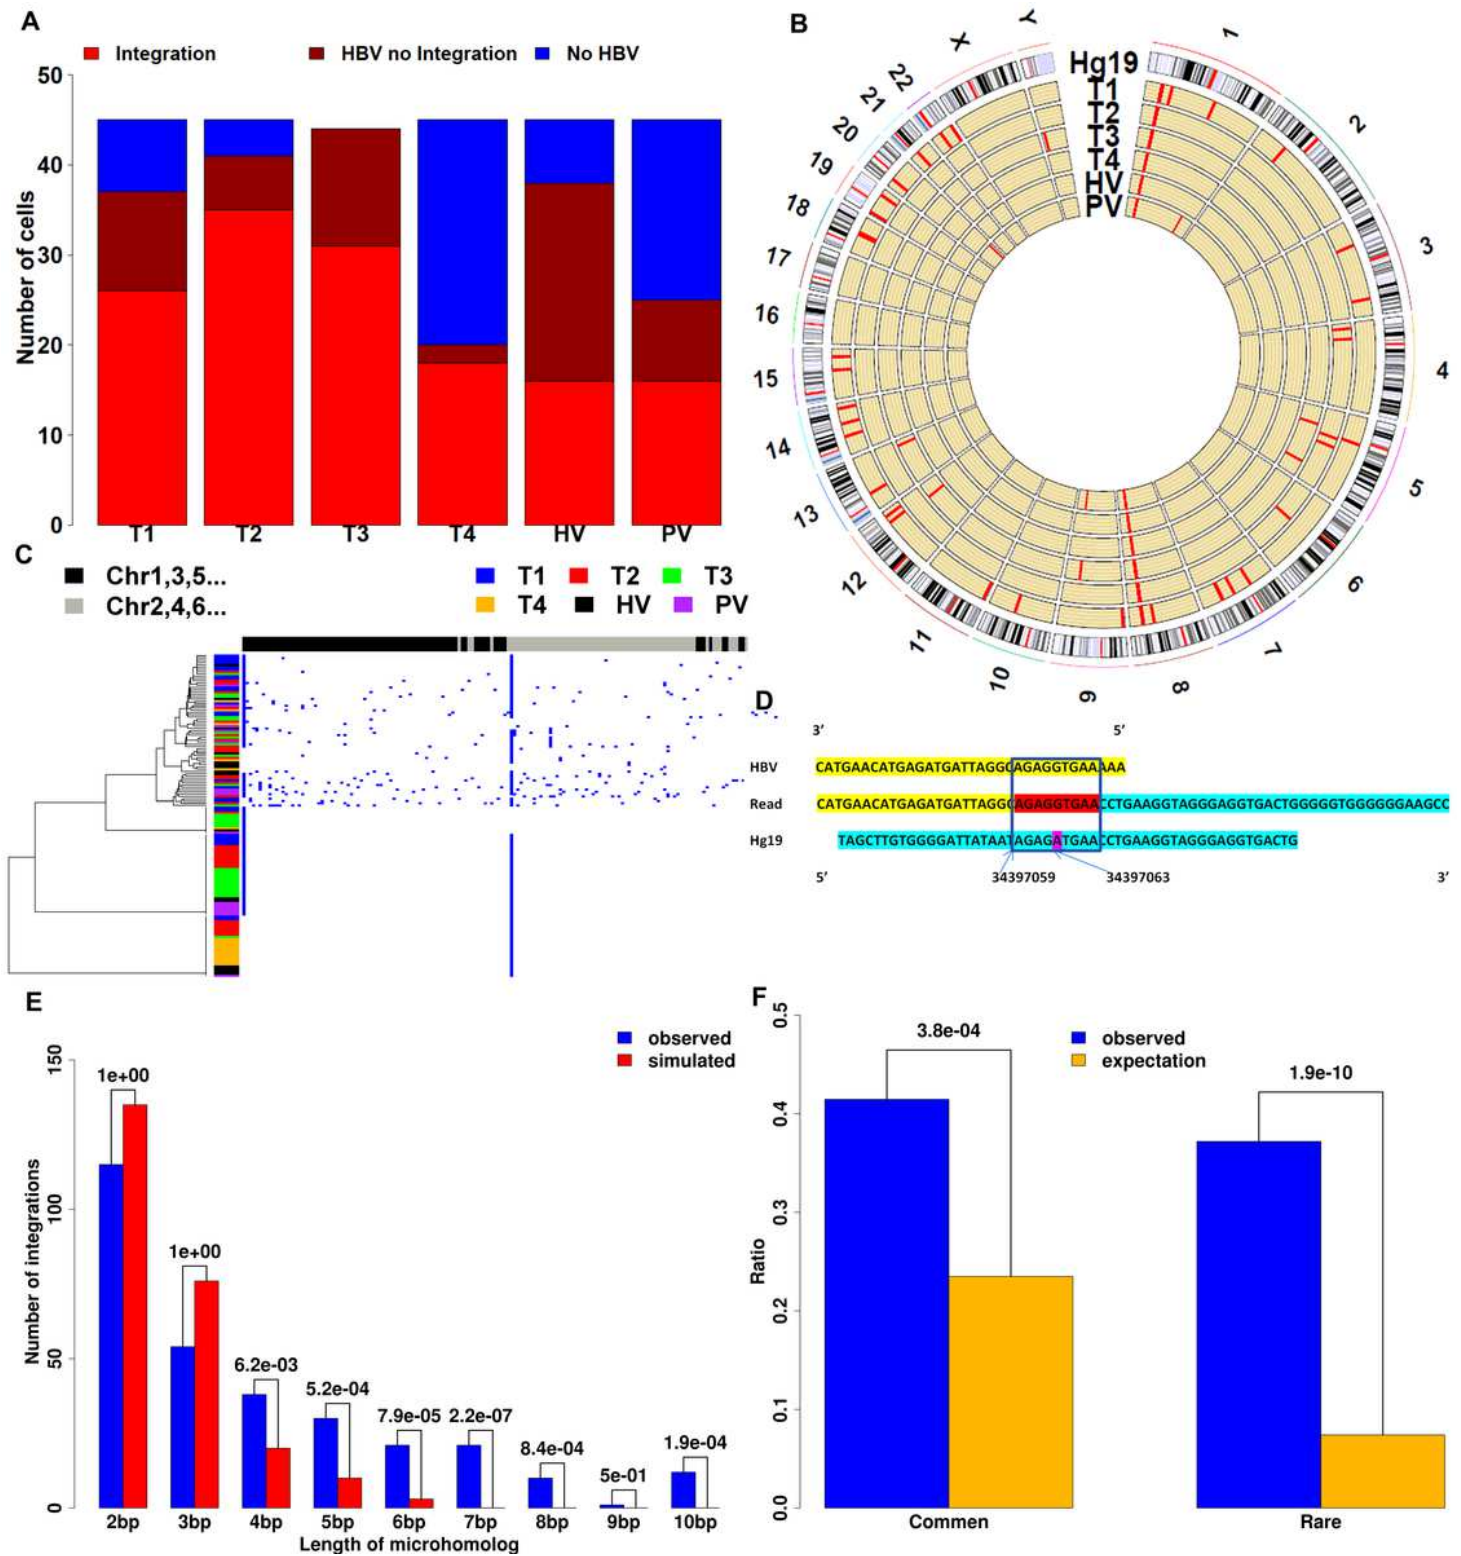 A
Integration HBV no Integration No HBV
Number of cells
50
40
30
20
10
0
T1 T2 T3 T4 HV PV
B
Hg19
T1
T2
T3
T4
HV
PV
1
2
3
4
5
6
7
8
9
10
11
12
13
14
15
16
17
18
19
20
21
22
X
Y
C
Chr1,3,5...
Chr2,4,6...
T1 T2 T3
T4 HV PV
D
3’ 5’
HBV CATGAACATGAGATGATTAGGCAGAGGTGAAAAA
Read CATGAACATGAGATGATTAGGCAGAGGTGAACCTGAAGGTAGGGAGGTGACTGGGGGTGGGGGGAAGCC
Hg19 TAGCTTGTGGGGATTATAATAGAGATGAACCTGAAGGTAGGGAGGTGACTG
34397059 34397063
5’ 3’
E
observed
simulated
Number of integrations
150
100
50
0
1e+00
1e+00
6.2e-03
5.2e-04
7.9e-05
2.2e-07
8.4e-04
5e-01
1.9e-04
2bp 3bp 4bp 5bp 6bp 7bp 8bp 9bp 10bp
Length of microhomolog
F
observed
expectation
Ratio
0.5
0.4
0.3
0.2
0.1
0.0
3.8e-04
1.9e-10
Commen Rare